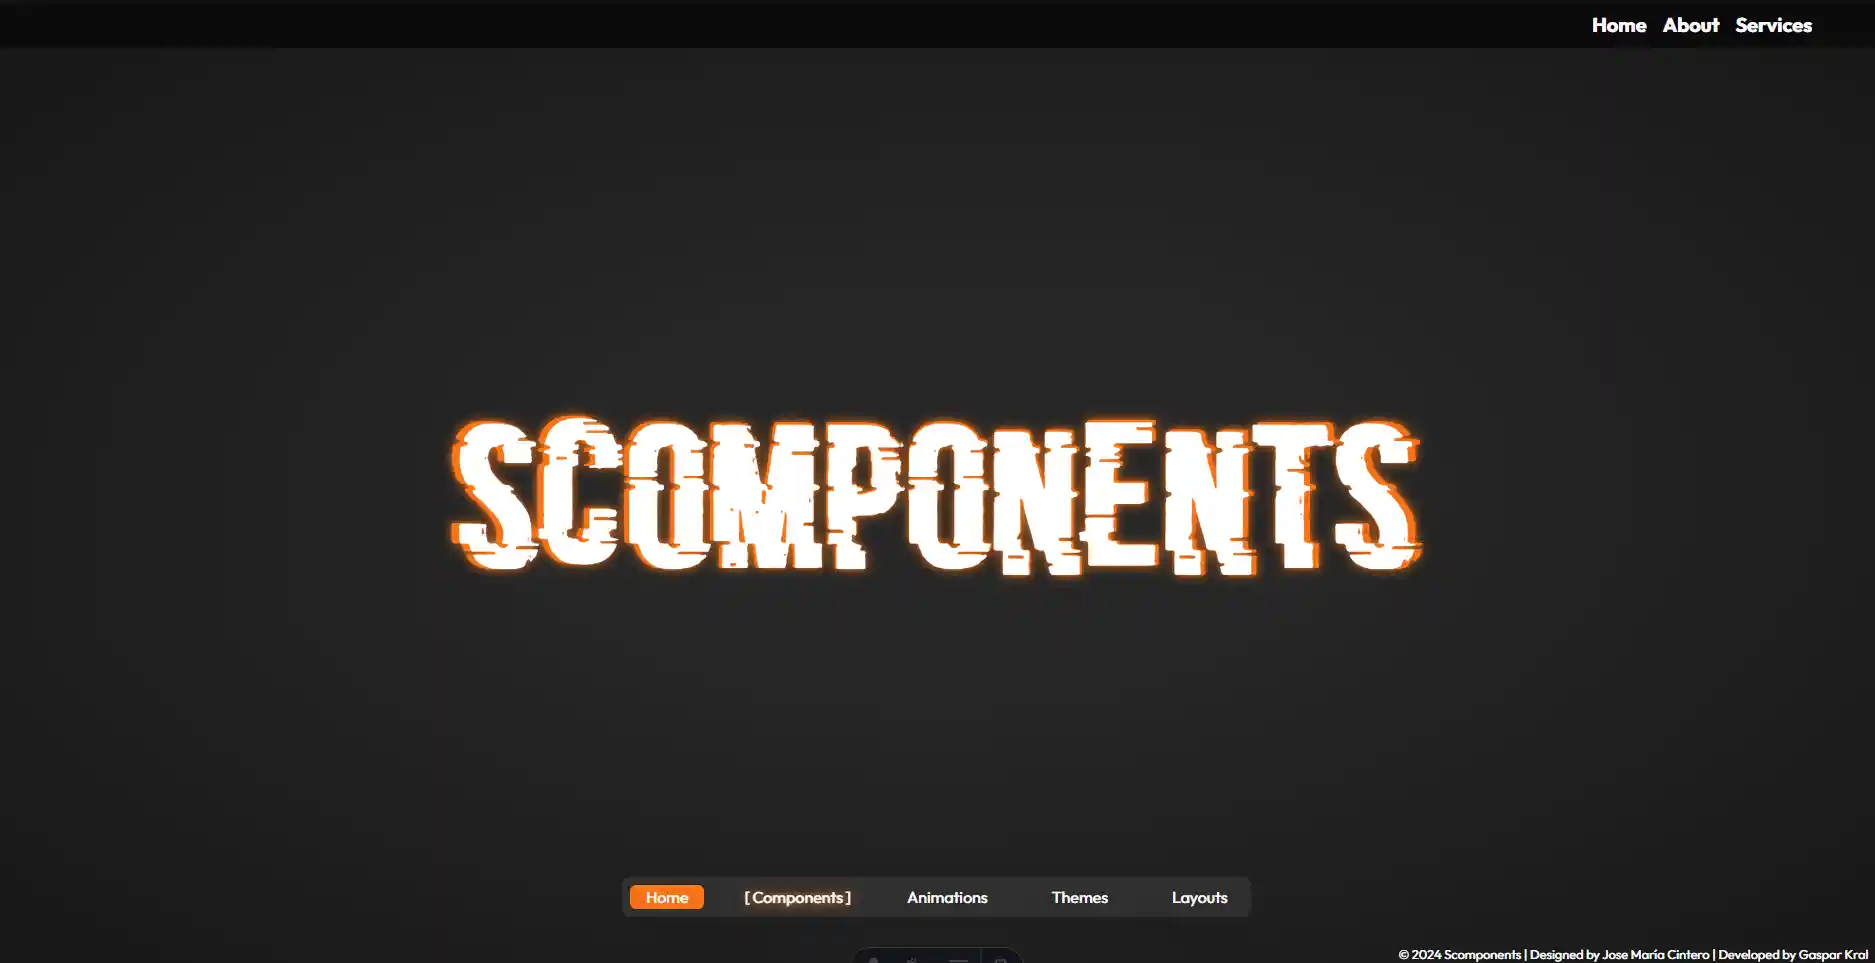 Home About Services
SCOMPONENTS
Home [Components] Animations Themes Layouts
© 2024 Scomponents | Designed by Jose María Cintero | Developed by Gaspar Kral